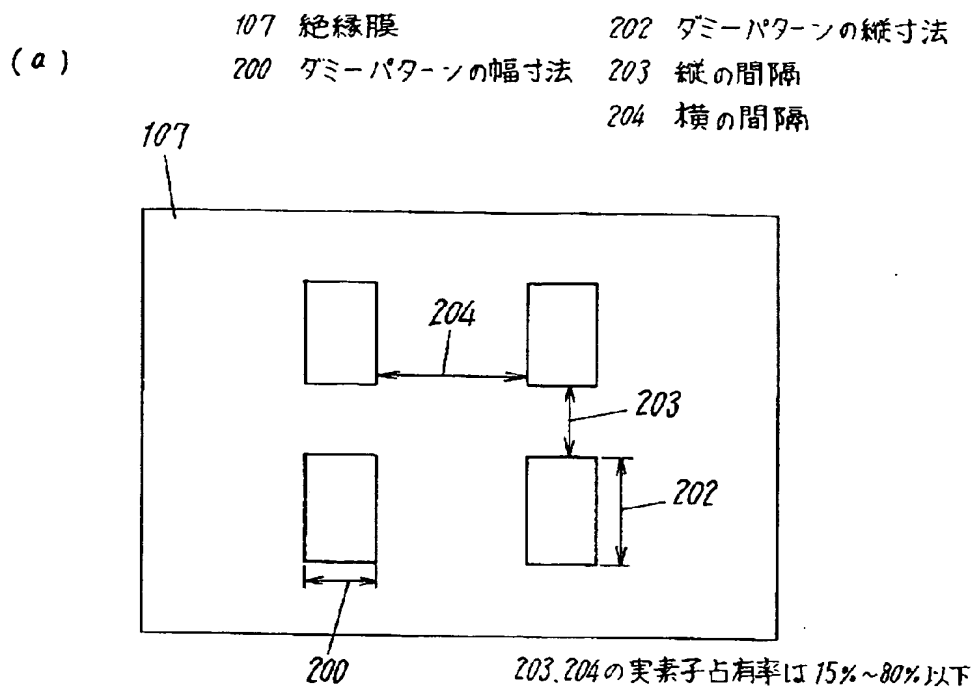 (a)
107 絶縁膜
200 ダミーパターンの幅寸法
202 ダミーパターンの縦寸法
203 縦の間隔
204 横の間隔
107
204
203
202
200
203,204の実素子占有率は15%~80%以下